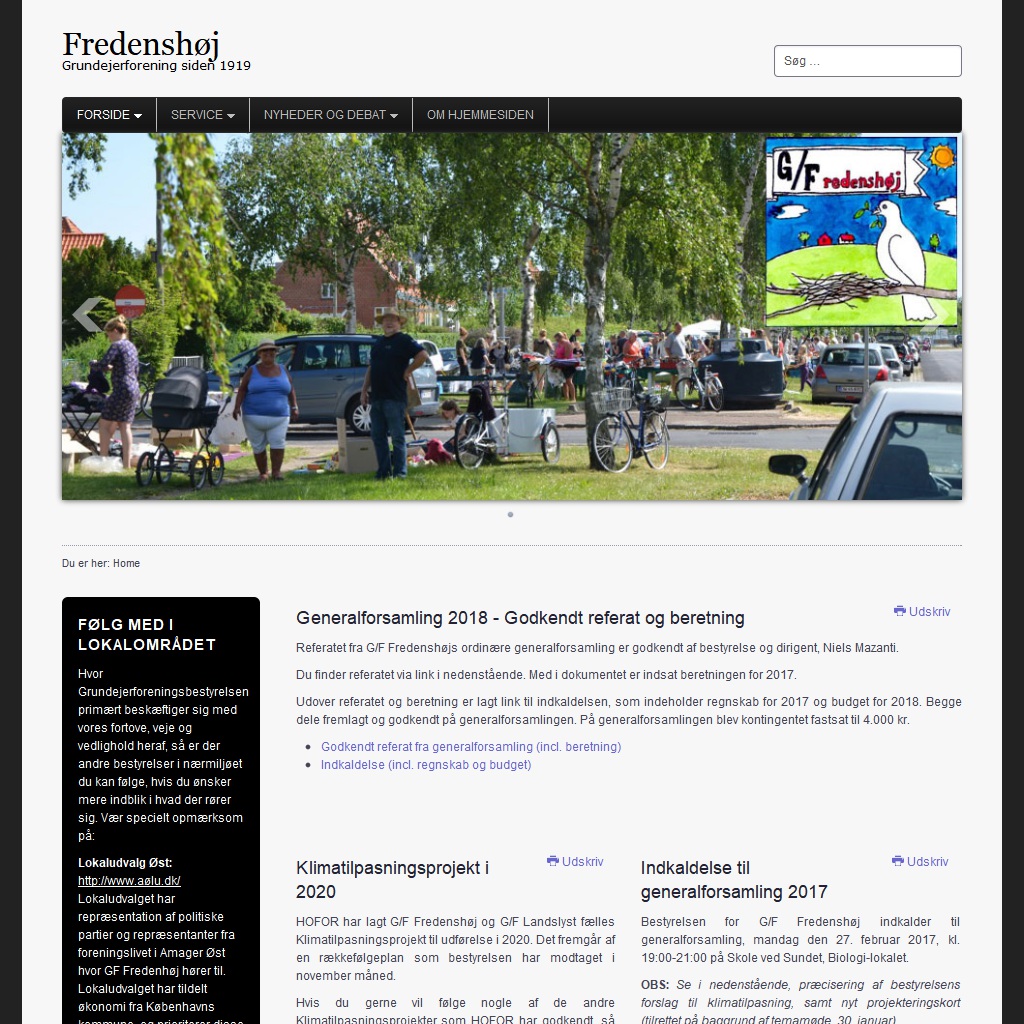 Fredenshøj
Grundejerforening siden 1919
Søg ...
FORSIDE
SERVICE
NYHEDER OG DEBAT
OM HJEMMESIDEN
G/F redenshøj
Du er her: Home
FØLG MED I
LOKALOMRÅDET
Hvor
Grundejerforeningsbestyrelsen
primært beskæftiger sig med
vores fortove, veje og
vedlighold heraf, så er der
andre bestyrelser i nærmiljøet
du kan følge, hvis du ønsker
mere indblik i hvad der rører
sig. Vær specielt opmærksom
på:
Lokaludvalg Øst:
http://www.aølu.dk/
Lokaludvalget har
repræsentation af politiske
partier og repræsentanter fra
foreningslivet i Amager Øst
hvor GF Fredenhøj hører til.
Lokaludvalget har tildelt
økonomi fra Københavns
kommune, og prioriterer disse
Generalforsamling 2018 - Godkendt referat og beretning
Udskriv
Referatet fra G/F Fredenshøjs ordinære generalforsamling er godkendt af bestyrelse og dirigent, Niels Mazanti.
Du finder referatet via link i nedenstående. Med i dokumentet er indsat beretningen for 2017.
Udover referatet og beretning er lagt link til indkaldelsen, som indeholder regnskab for 2017 og budget for 2018. Begge
dele fremlagt og godkendt på generalforsamlingen. På generalforsamlingen blev kontingentet fastsat til 4.000 kr.
Godkendt referat fra generalforsamling (incl. beretning)
Indkaldelse (incl. regnskab og budget)
Klimatilpasningsprojekt i
2020
Udskriv
HOFOR har lagt G/F Fredenshøj og G/F Landslyst fælles
Klimatilpasningsprojekt til udførelse i 2020. Det fremgår af
en rækkefølgeplan som bestyrelsen har modtaget i
november måned.
Hvis du gerne vil følge nogle af de andre
Klimatilpasningsprojekter som HOFOR har godkendt, så
Indkaldelse til
generalforsamling 2017
Udskriv
Bestyrelsen for G/F Fredenshøj indkalder til
generalforsamling, mandag den 27. februar 2017, kl.
19:00-21:00 på Skole ved Sundet, Biologi-lokalet.
OBS: Se i nedenstående, præcisering af bestyrelsens
forslag til klimatilpasning, samt nyt projekteringskort
(tilrettet på baggrund af temamøde, 30. januar)